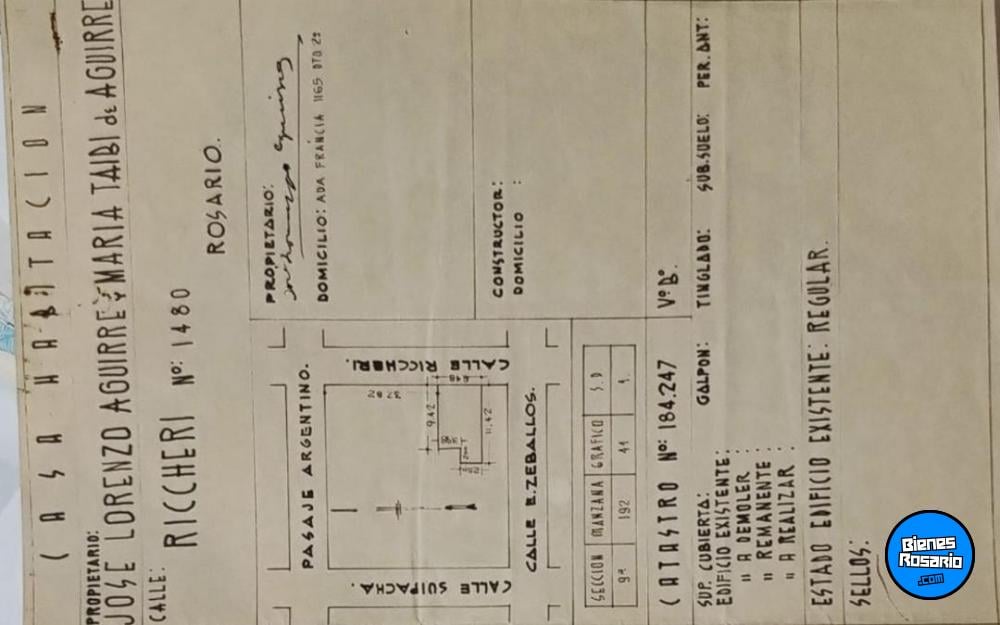 CASA HABITACION
PROPIETARIO:
JOSE LORENZO AGUIRRE Y MARIA TAIBI de AGUIRRE
CALLE:
RICCHERI Nº: 1480
ROSARIO.
PASAJE ARGENTINO.
CALLE SUIPACHA.
CALLE RICCHERI.
9.42
11.42
CALLE E. ZEBALLOS.
PROPIETARIO:
DOMICILIO: ADA FRANCIA 1165 DTO 2º
CONSTRUCTOR:
DOMICILIO :
SECCION MANZANA GRAFICO S.D
9ª 192 41 1.
CATASTRO Nº: 184.247 VºBº.
SUP. CUBIERTA: GALPON: TINGLADO: SUB.SUELO: PER. ANT:
EDIFICIO EXISTENTE:
" A DEMOLER :
" REMANENTE :
" A REALIZAR :
ESTADO EDIFICIO EXISTENTE: REGULAR.
SELLOS:
Bienes
Rosario
.com